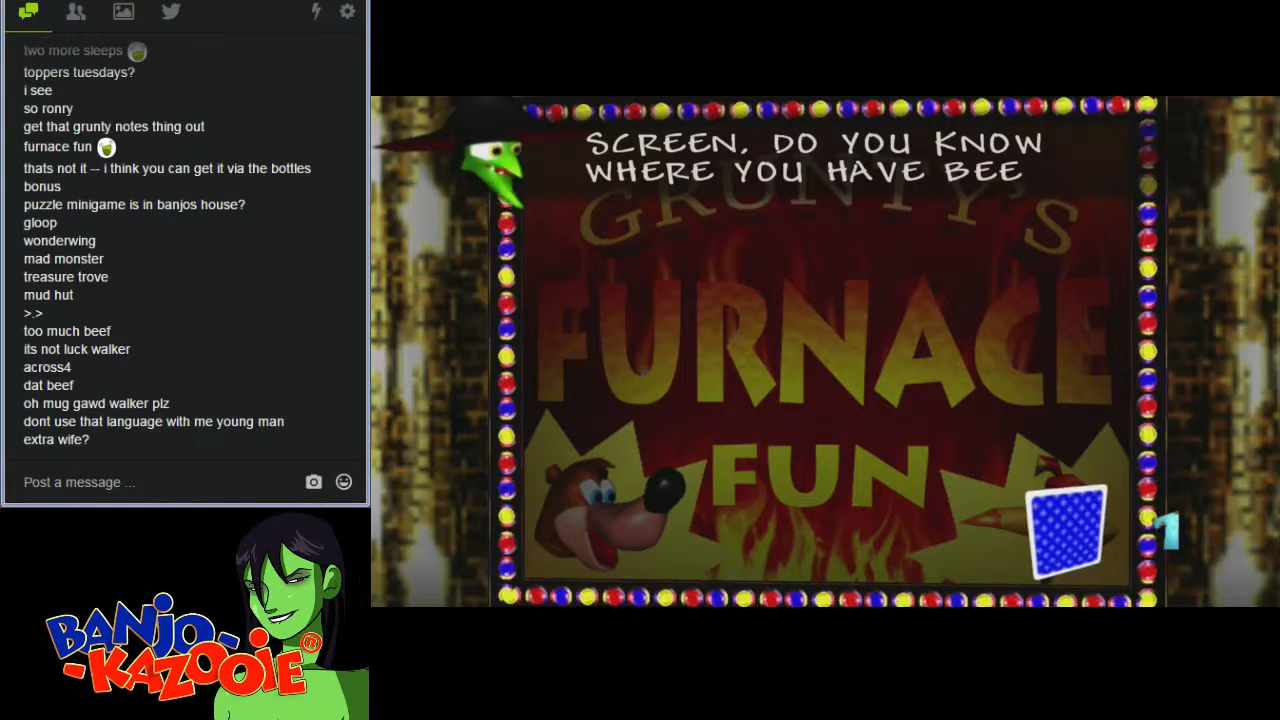 two more sleeps
toppers tuesdays?
i see
so ronry
get that grunty notes thing out
furnace fun
thats not it -- i think you can get it via the bottles
bonus
puzzle minigame is in banjos house?
gloop
wonderwing
mad monster
treasure trove
mud hut
>.>
too much beef
its not luck walker
across4
dat beef
oh mug gawd walker plz
dont use that language with me young man
extra wife?
Post a message ...
BANJO
-KAZOOIE®
SCREEN, DO YOU KNOW
WHERE YOU HAVE BEE
GRUNTY'S
FURNACE
FUN
1